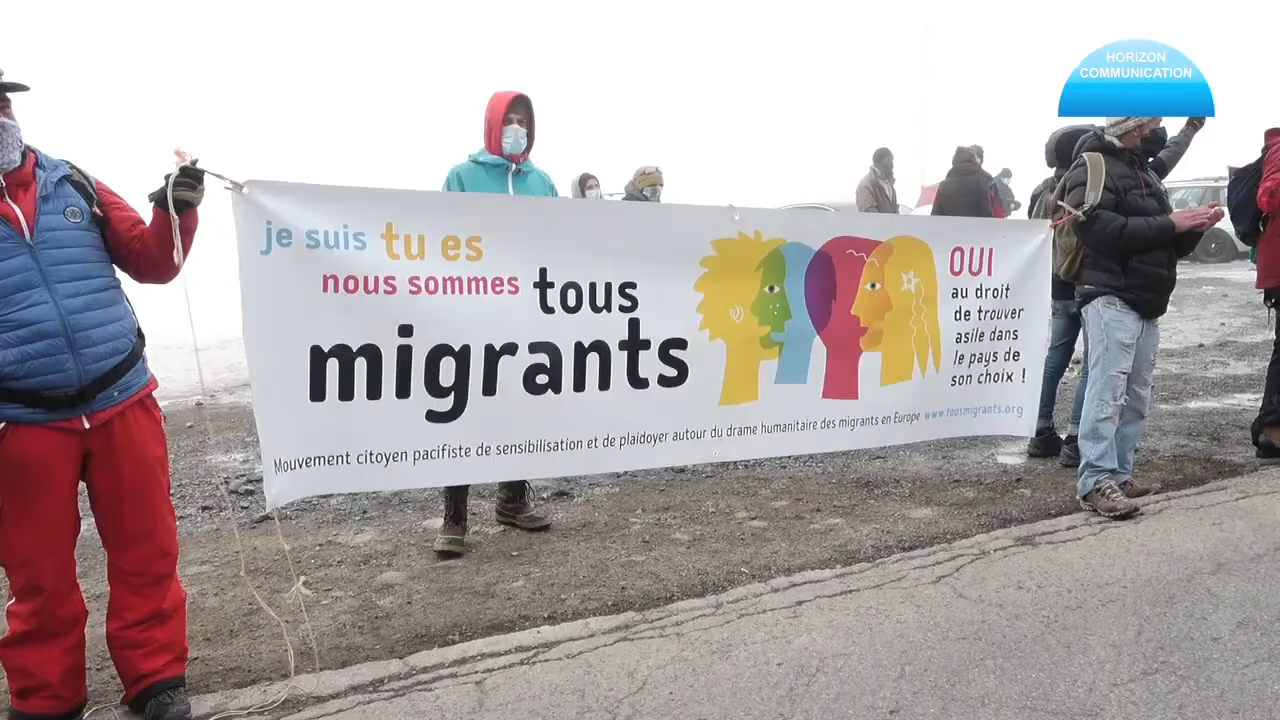 HORIZON
COMMUNICATION
je suis tu es
nous sommes tous
migrants
OUI
au droit
de trouver
asile dans
le pays de
son choix !
Mouvement citoyen pacifiste de sensibilisation et de plaidoyer autour du drame humanitaire des migrants en Europe www.tousmigrants.org